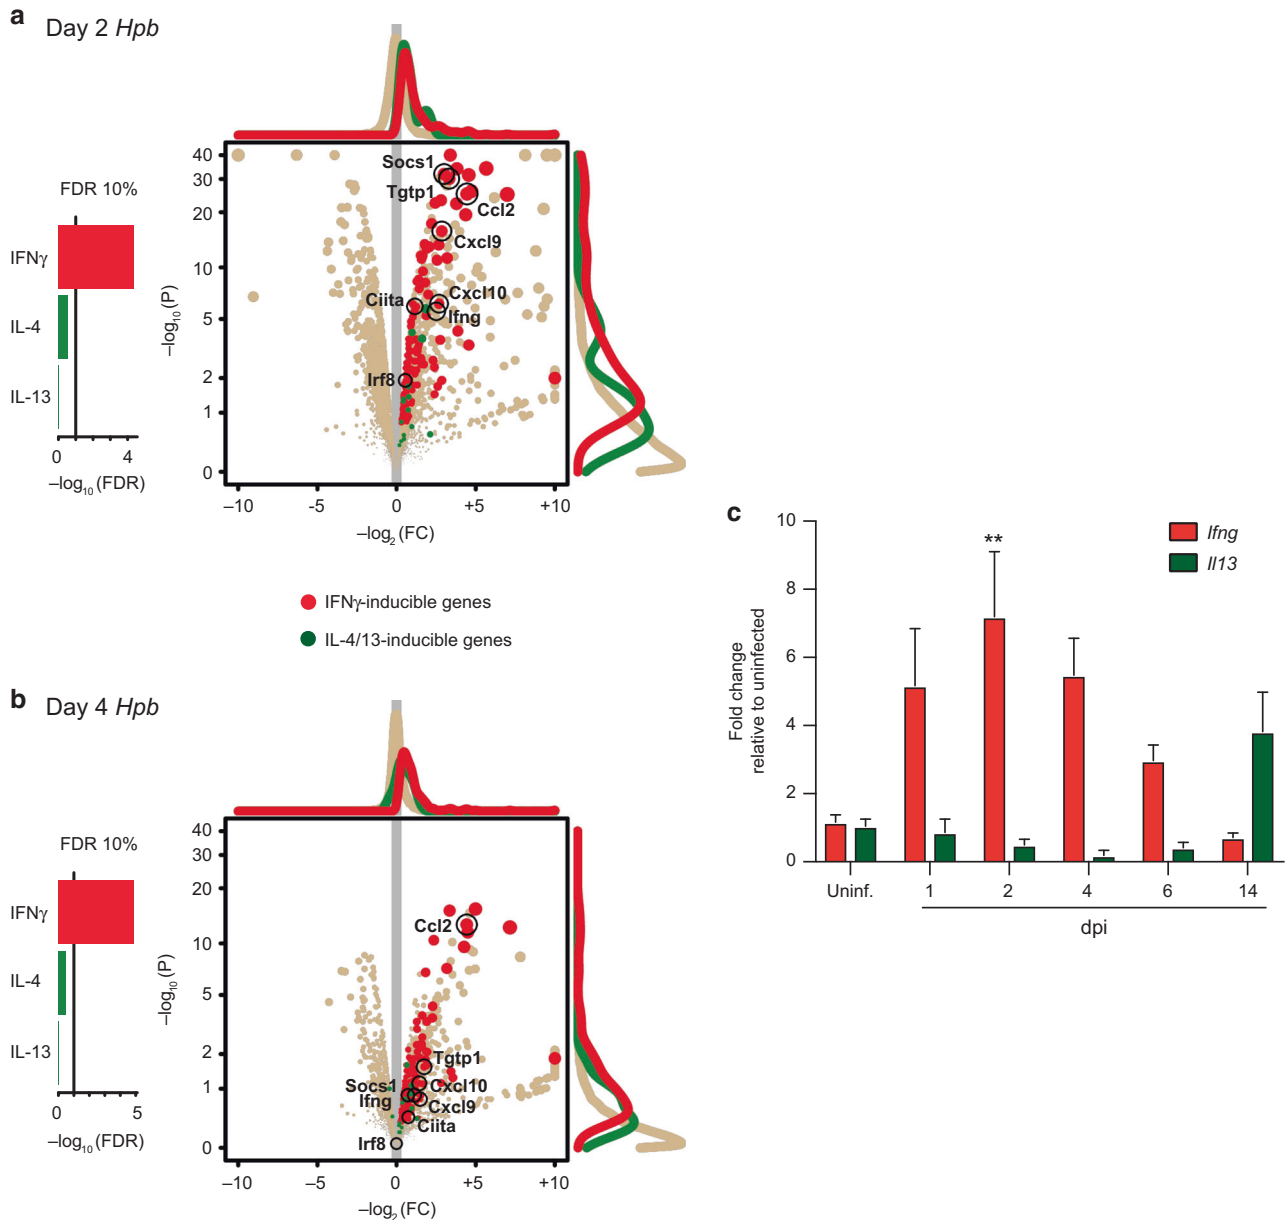 a
Day 2 Hpb
FDR 10%
IFNγ
IL-4
IL-13
0 4
–log10 (FDR)
–log10 (P)
40
30
20
10
5
2
1
0
Socs1
Tgtp1
Ccl2
Cxcl9
Ciita
Cxcl10
Ifng
Irf8
–10 -5 0 +5 +10
–log2 (FC)
IFNγ-inducible genes
IL-4/13-inducible genes
b
Day 4 Hpb
FDR 10%
IFNγ
IL-4
IL-13
0 5
–log10 (FDR)
–log10 (P)
40
30
20
10
5
2
1
0
Ccl2
Tgtp1
Socs1
Cxcl10
Ifng
Cxcl9
Ciita
Irf8
–10 –5 0 +5 +10
–log2 (FC)
c
Fold change
relative to uninfected
10
8
6
4
2
0
**
Ifng
Il13
Uninf. 1 2 4 6 14
dpi